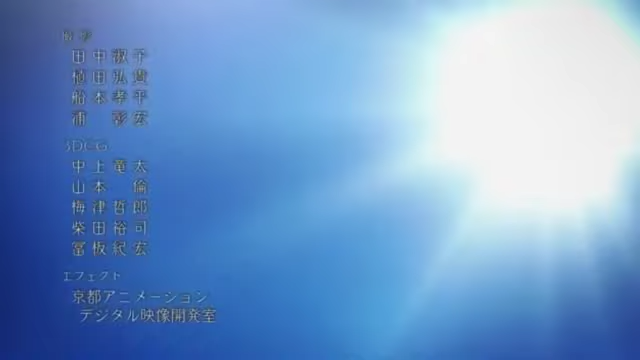 撮影
田中淑子
植田弘貴
船本孝平
浦 彰宏
3DCG
中上竜太
山本 倫
梅津哲郎
柴田裕司
冨板紀宏
エフェクト
京都アニメーション
デジタル映像開発室